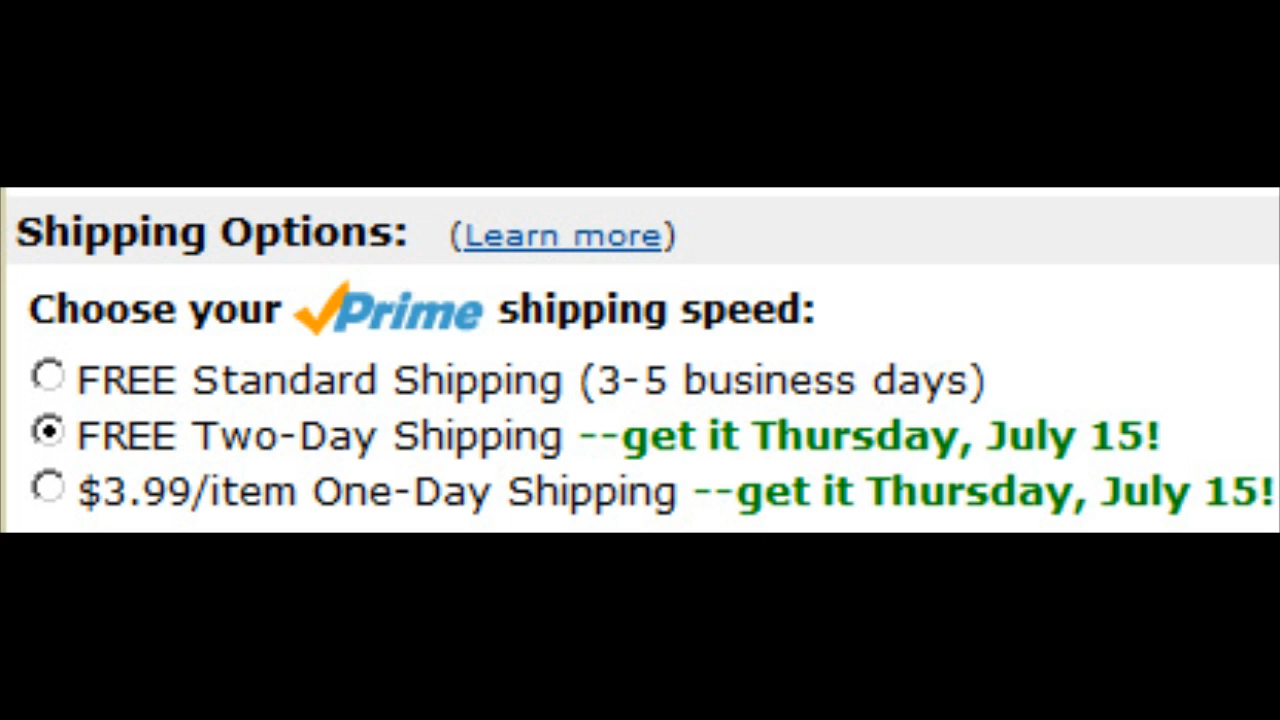 Shipping Options: (Learn more)
Choose your Prime shipping speed:
FREE Standard Shipping (3-5 business days)
FREE Two-Day Shipping --get it Thursday, July 15!
$3.99/item One-Day Shipping --get it Thursday, July 15!